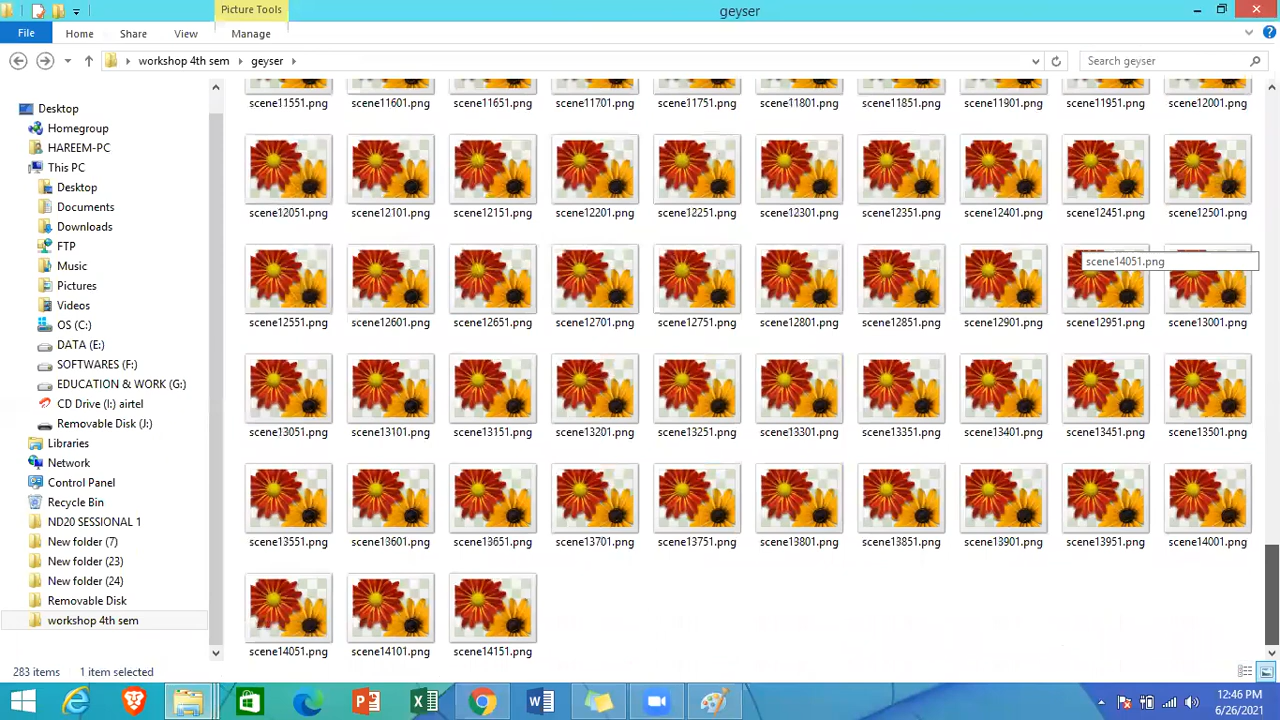 Picture Tools
geyser
File
Home
Share
View
Manage
workshop 4th sem
geyser
Search geyser
Desktop
Homegroup
HAREEM-PC
This PC
Desktop
Documents
Downloads
FTP
Music
Pictures
Videos
OS (C:)
DATA (E:)
SOFTWARES (F:)
EDUCATION & WORK (G:)
CD Drive (I:) airtel
Removable Disk (J:)
Libraries
Network
Control Panel
Recycle Bin
ND20 SESSIONAL 1
New folder (7)
New folder (23)
New folder (24)
Removable Disk
workshop 4th sem
scene11551.png scene11601.png scene11651.png scene11701.png scene11751.png scene11801.png scene11851.png scene11901.png scene11951.png scene12001.png
scene12051.png scene12101.png scene12151.png scene12201.png scene12251.png scene12301.png scene12351.png scene12401.png scene12451.png scene12501.png
scene14051.png
scene12551.png scene12601.png scene12651.png scene12701.png scene12751.png scene12801.png scene12851.png scene12901.png scene12951.png scene13001.png
scene13051.png scene13101.png scene13151.png scene13201.png scene13251.png scene13301.png scene13351.png scene13401.png scene13451.png scene13501.png
scene13551.png scene13601.png scene13651.png scene13701.png scene13751.png scene13801.png scene13851.png scene13901.png scene13951.png scene14001.png
scene14051.png scene14101.png scene14151.png
283 items 1 item selected
12:46 PM
6/26/2021